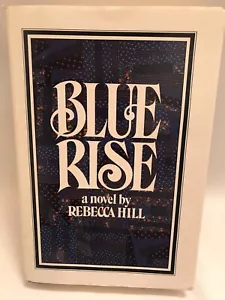 BLUE
RISE
a novel by
REBECCA HILL